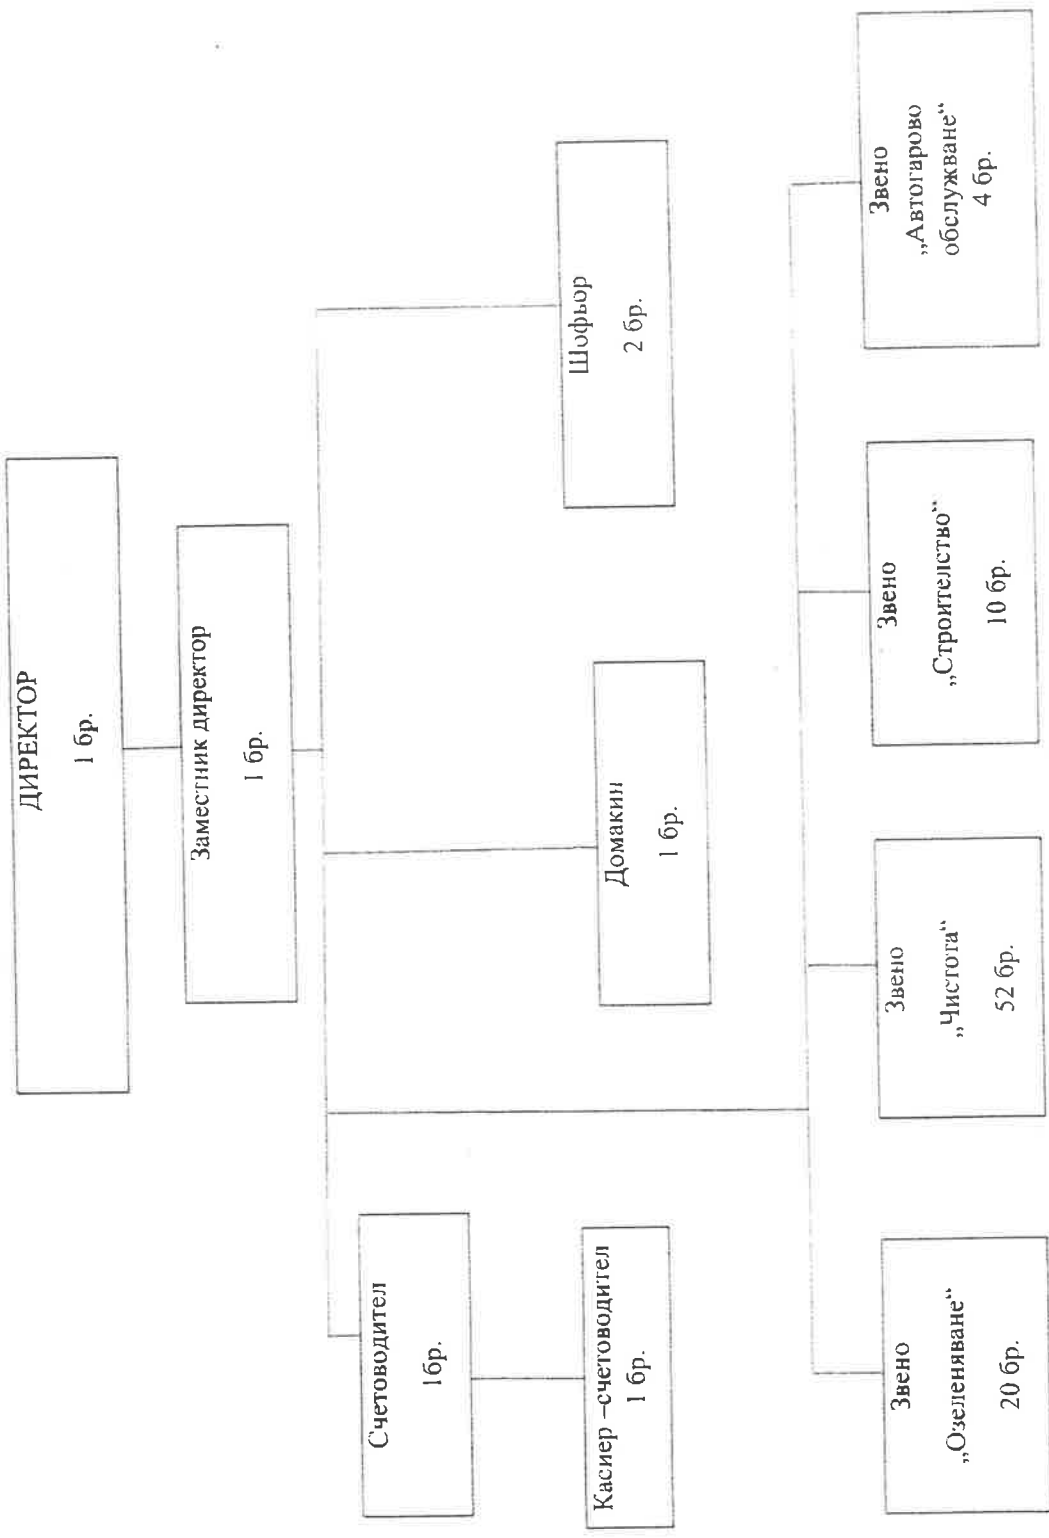 ДИРЕКТОР
1 бр.
Заместник директор
1 бр.
Счетоводител
1бр.
Касиер –счетоводител
1 бр.
Домакин
1 бр.
Шофьор
2 бр.
Звено
„Озеленяване“
20 бр.
Звено
„Чистота“
52 бр.
Звено
„Строителство“
10 бр.
Звено
„Автогарово
обслужване“
4 бр.